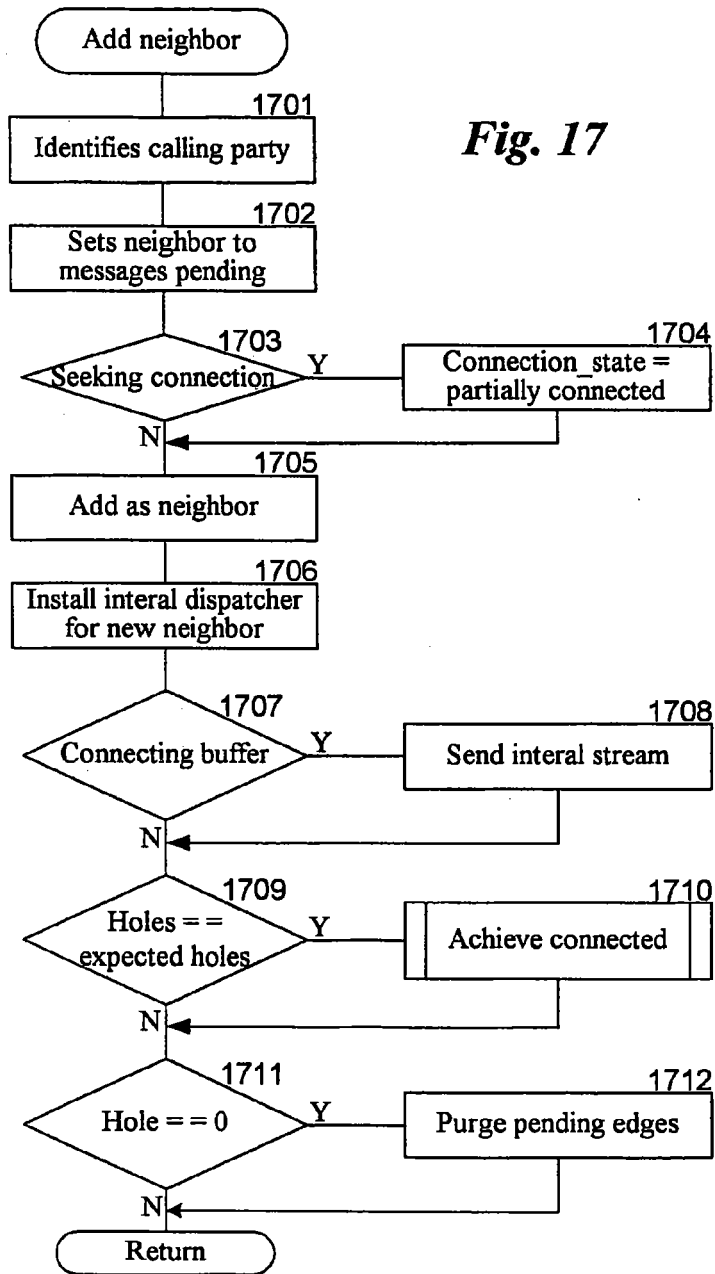 Add neighbor
Fig. 17
1701
Identifies calling party
1702
Sets neighbor to
messages pending
1703
Seeking connection
Y
N
1704
Connection_state =
partially connected
1705
Add as neighbor
1706
Install interal dispatcher
for new neighbor
1707
Connecting buffer
Y
N
1708
Send interal stream
1709
Holes = =
expected holes
Y
N
1710
Achieve connected
1711
Hole = = 0
Y
N
1712
Purge pending edges
Return